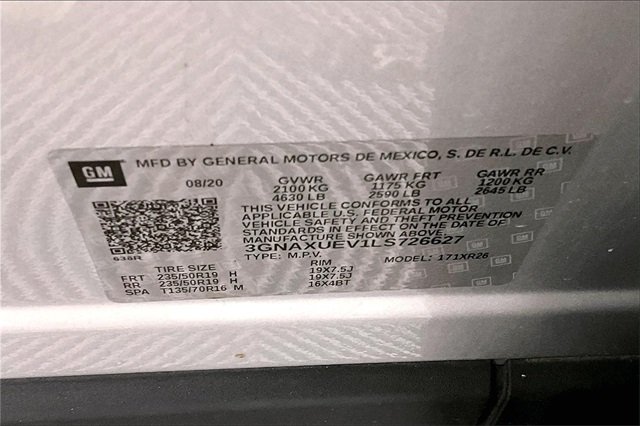 GM MFD BY GENERAL MOTORS DE MEXICO, S. DE R.L. DE C.V.
08/20 GVWR GAWR FRT GAWR RR
2100 KG 1175 KG 1200 KG
4630 LB 2590 LB 2645 LB
THIS VEHICLE CONFORMS TO ALL
APPLICABLE U.S. FEDERAL MOTOR
VEHICLE SAFETY AND THEFT PREVENTION
STANDARDS IN EFFECT ON THE DATE OF
MANUFACTURE SHOWN ABOVE.
3GNAXUEV1LS726627
638R TYPE: M.P.V. MODEL: 171XR26
TIRE SIZE RIM
FRT 235/50R19 H 19X7.5J
RR 235/50R19 H 19X7.5J
SPA T135/70R16 M 16X4BT